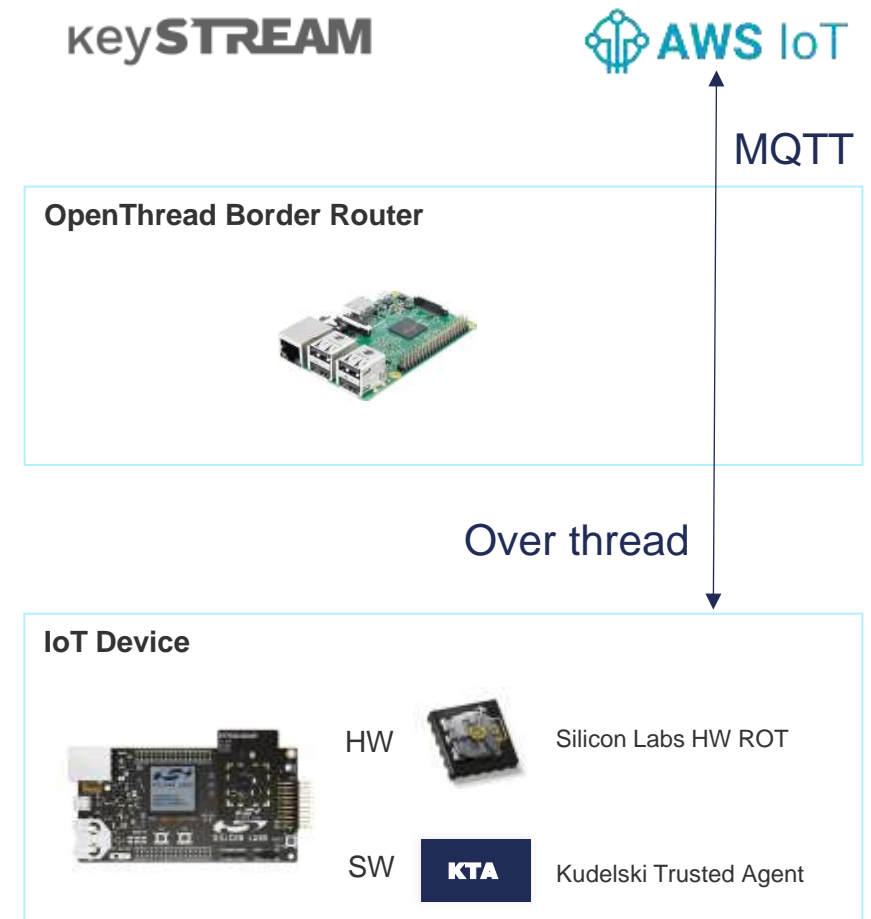 keySTREAM
AWS IoT
MQTT
OpenThread Border Router
Over thread
IoT Device
HW
Silicon Labs HW ROT
SW
KTA
Kudelski Trusted Agent